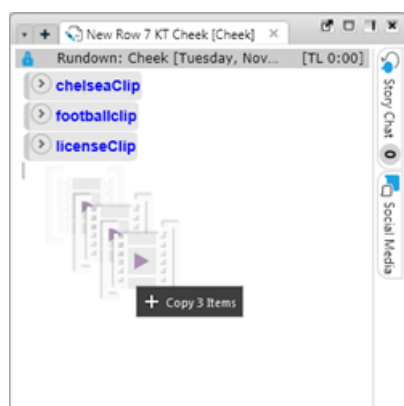 New Row 7 KT Cheek [Cheek]
Rundown: Cheek [Tuesday, Nov... [TL 0:00]
chelseaClip
footballclip
licenseClip
+ Copy 3 Items
Story Chat 0
Social Media